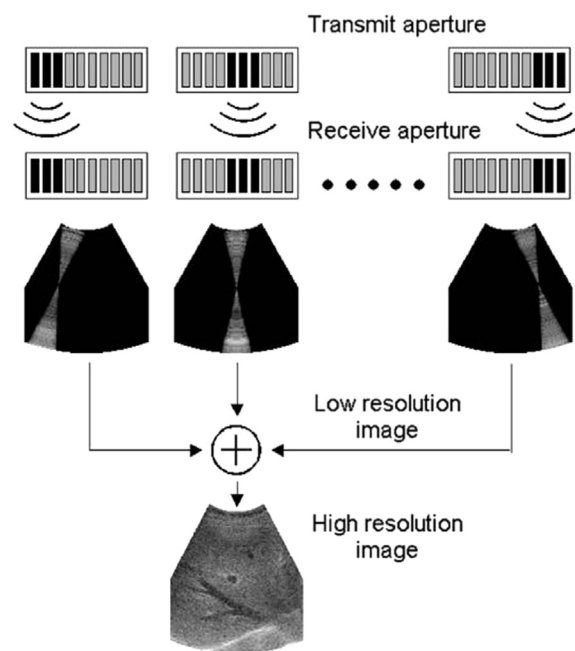 Transmit aperture
Receive aperture
Low resolution
image
High resolution
image